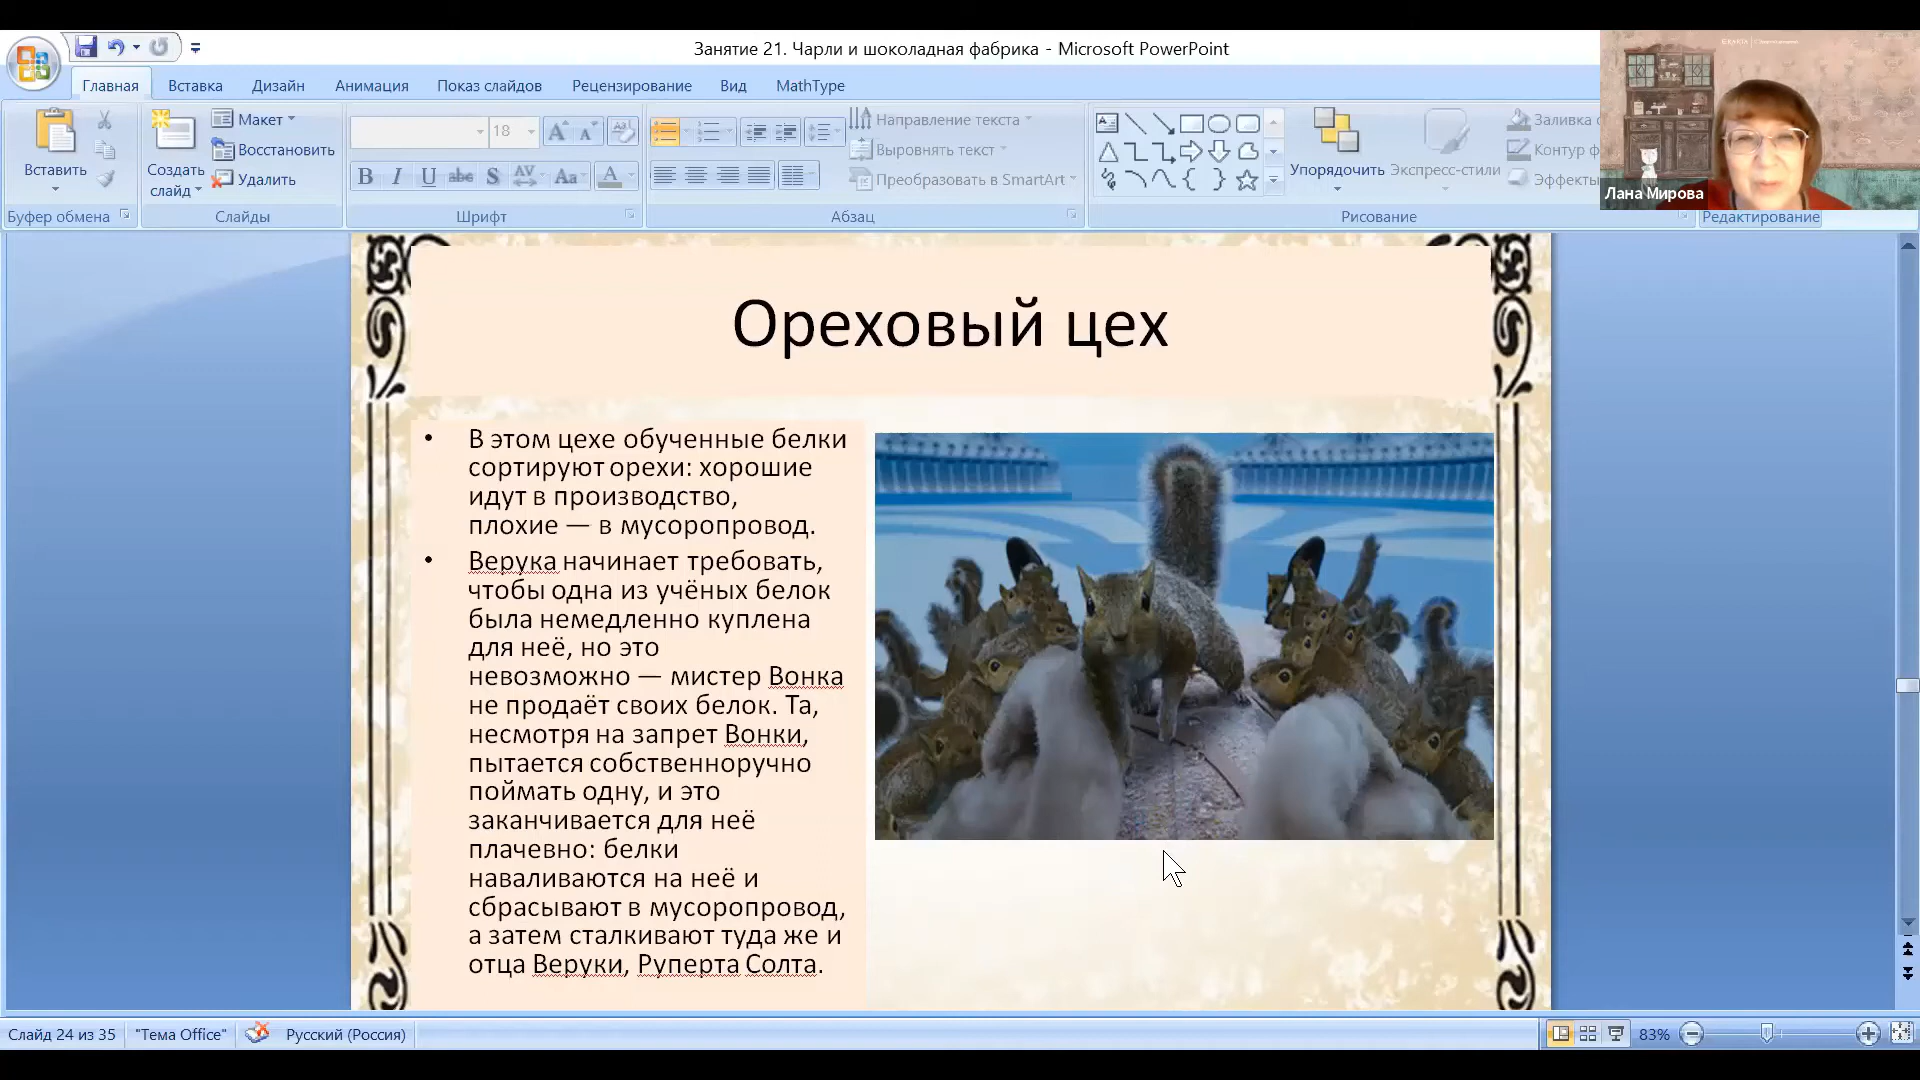 Занятие 21. Чарли и шоколадная фабрика - Microsoft PowerPoint
Главная Вставка Дизайн Анимация Показ слайдов Рецензирование Вид MathType
Вставить
Буфер обмена
Создать слайд
Макет
Восстановить
Удалить
Слайды
18
Шрифт
Направление текста
Выровнять текст
Преобразовать в SmartArt
Абзац
Упорядочить
Экспресс-стили
Заливка
Контур ф
Эффекты
Рисование
Редактирование
Лана Мирова
Ореховый цех
• В этом цехе обученные белки
сортируют орехи: хорошие
идут в производство,
плохие — в мусоропровод.
• Верука начинает требовать,
чтобы одна из учёных белок
была немедленно куплена
для неё, но это
невозможно — мистер Вонка
не продаёт своих белок. Та,
несмотря на запрет Вонки,
пытается собственноручно
поймать одну, и это
заканчивается для неё
плачевно: белки
наваливаются на неё и
сбрасывают в мусоропровод,
а затем сталкивают туда же и
отца Веруки, Руперта Солта.
Слайд 24 из 35 "Тема Office" Русский (Россия) 83%